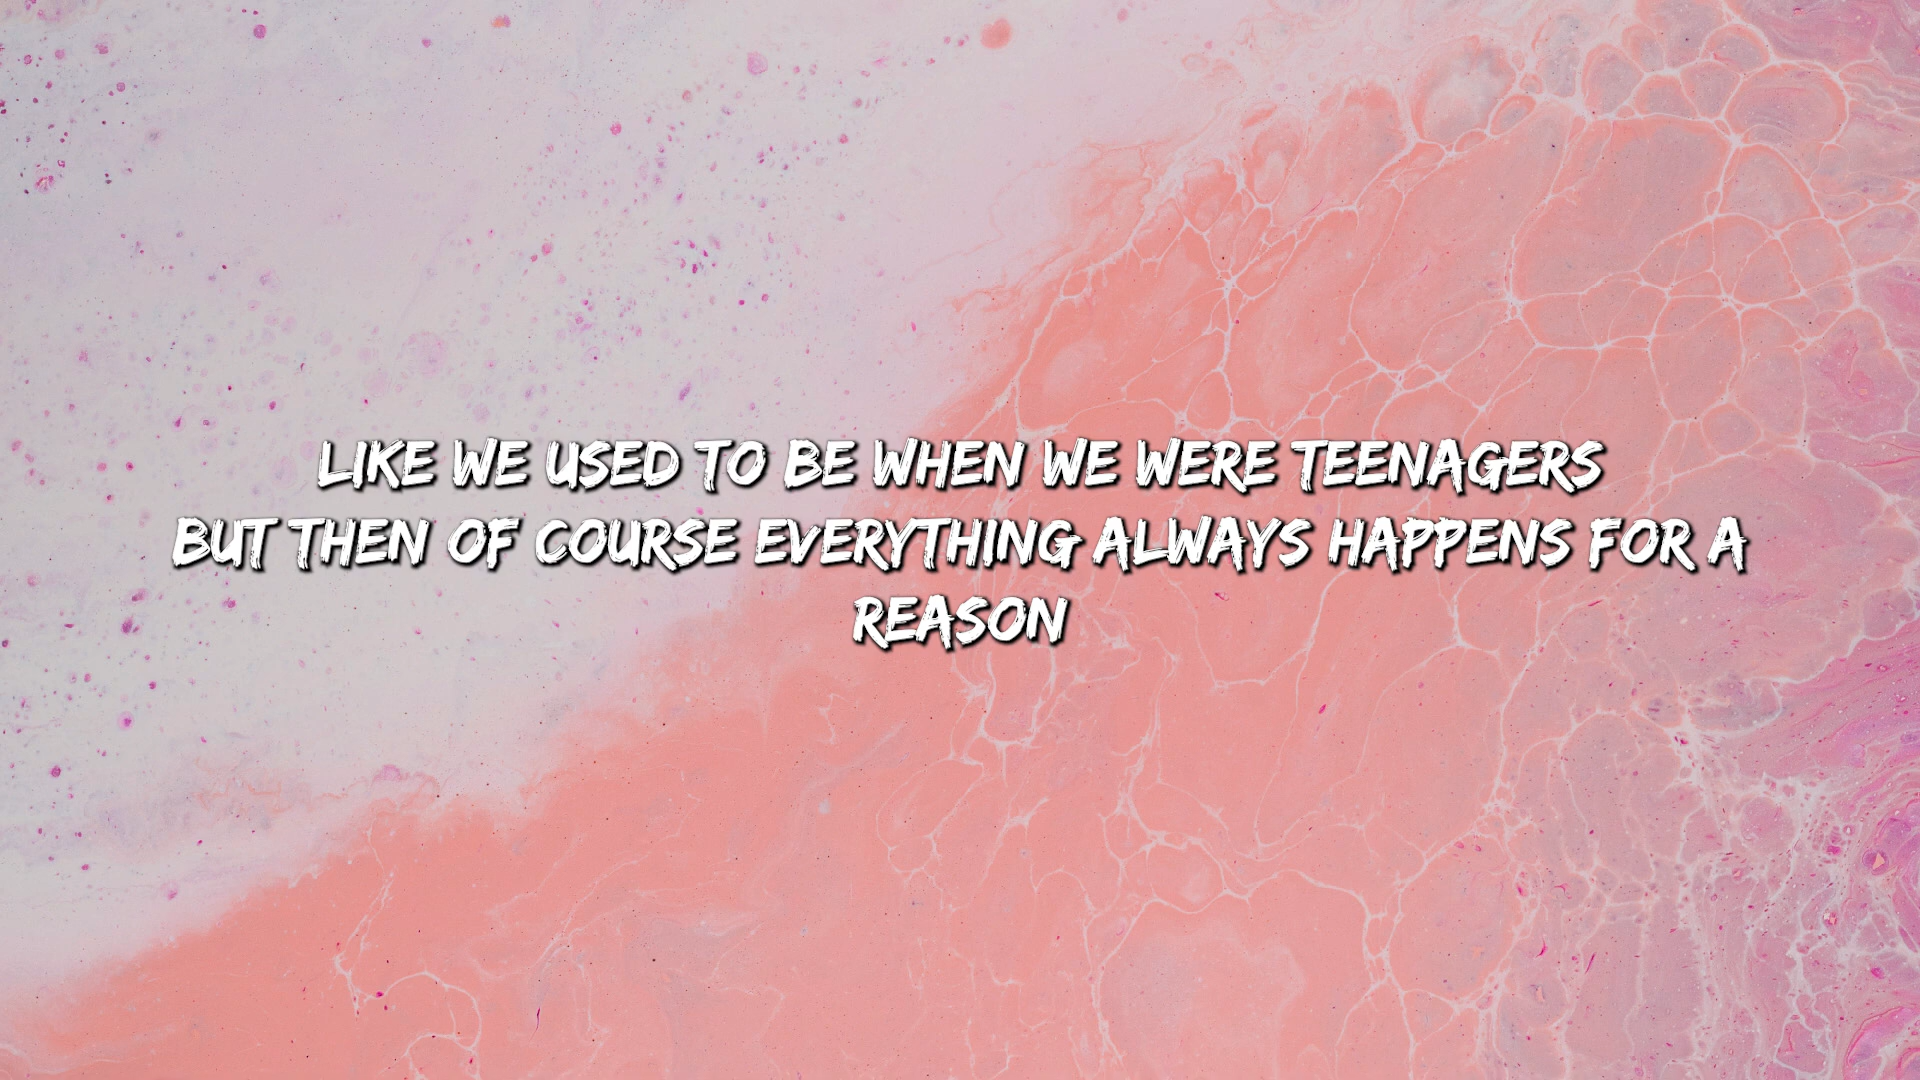 LIKE WE USED TO BE WHEN WE WERE TEENAGERS
BUT THEN OF COURSE EVERYTHING ALWAYS HAPPENS FOR A
REASON